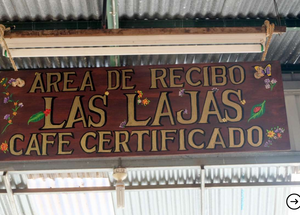 AREA DE RECIBO
LAS LAJAS
CAFE CERTIFICADO